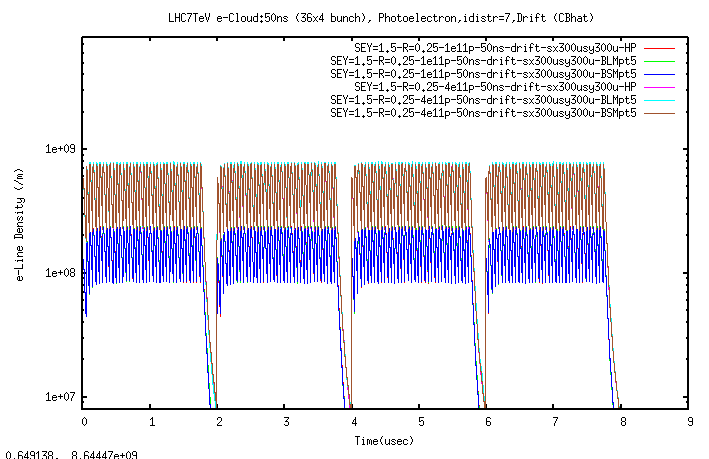 LHC7TeV e-Cloud:50ns (36x4 bunch), Photoelectron,idistr=7,Drift (CBhat)
SEY=1.5-R=0.25-1e11p-50ns-drift-sx300usy300u-HP
SEY=1.5-R=0.25-1e11p-50ns-drift-sx300usy300u-BLMpt5
SEY=1.5-R=0.25-1e11p-50ns-drift-sx300usy300u-BSMpt5
SEY=1.5-R=0.25-4e11p-50ns-drift-sx300usy300u-HP
SEY=1.5-R=0.25-4e11p-50ns-drift-sx300usy300u-BLMpt5
SEY=1.5-R=0.25-4e11p-50ns-drift-sx300usy300u-BSMpt5
1e+09
1e+08
1e+07
e-Line Density (/m)
0 1 2 3 4 5 6 7 8 9
Time(usec)
0.649138, 8.64447e+09